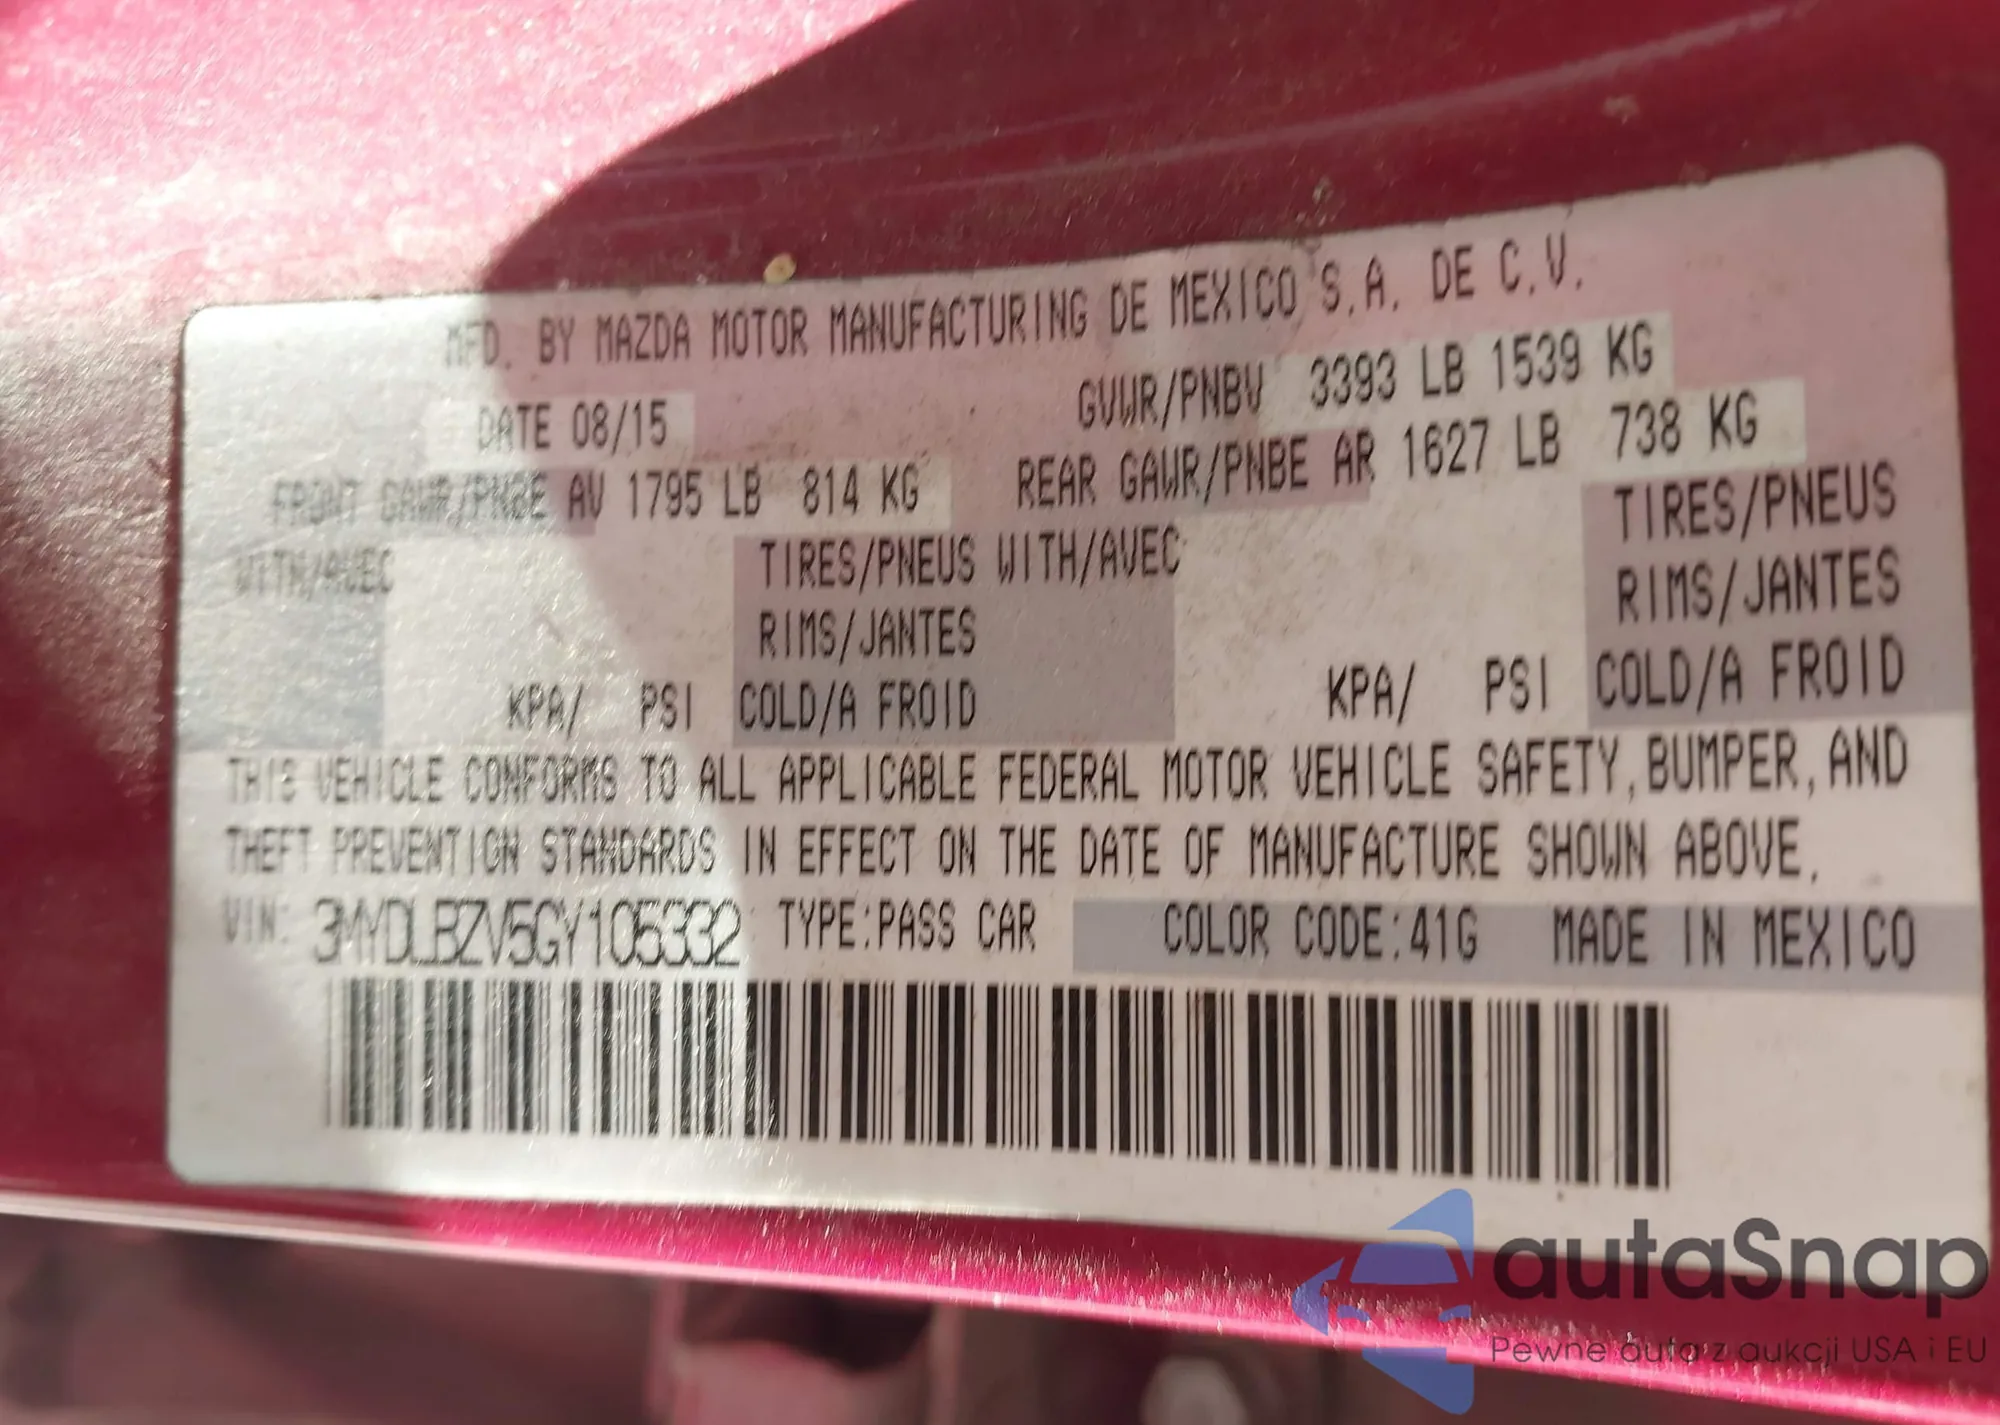 MFD. BY MAZDA MOTOR MANUFACTURING DE MEXICO S.A. DE C.V.
DATE 08/15 GVWR/PNBV 3393 LB 1539 KG
FRONT GAWR/PNBE AV 1795 LB 814 KG REAR GAWR/PNBE AR 1627 LB 738 KG
WITH/AVEC TIRES/PNEUS WITH/AVEC TIRES/PNEUS
RIMS/JANTES RIMS/JANTES
KPA/ PSI COLD/A FROID KPA/ PSI COLD/A FROID
THIS VEHICLE CONFORMS TO ALL APPLICABLE FEDERAL MOTOR VEHICLE SAFETY, BUMPER, AND
THEFT PREVENTION STANDARDS IN EFFECT ON THE DATE OF MANUFACTURE SHOWN ABOVE.
VIN: 3MYDLBZV5GY105332 TYPE:PASS CAR COLOR CODE:41G MADE IN MEXICO
autaSnap
Pewne auta z aukcji USA i EU